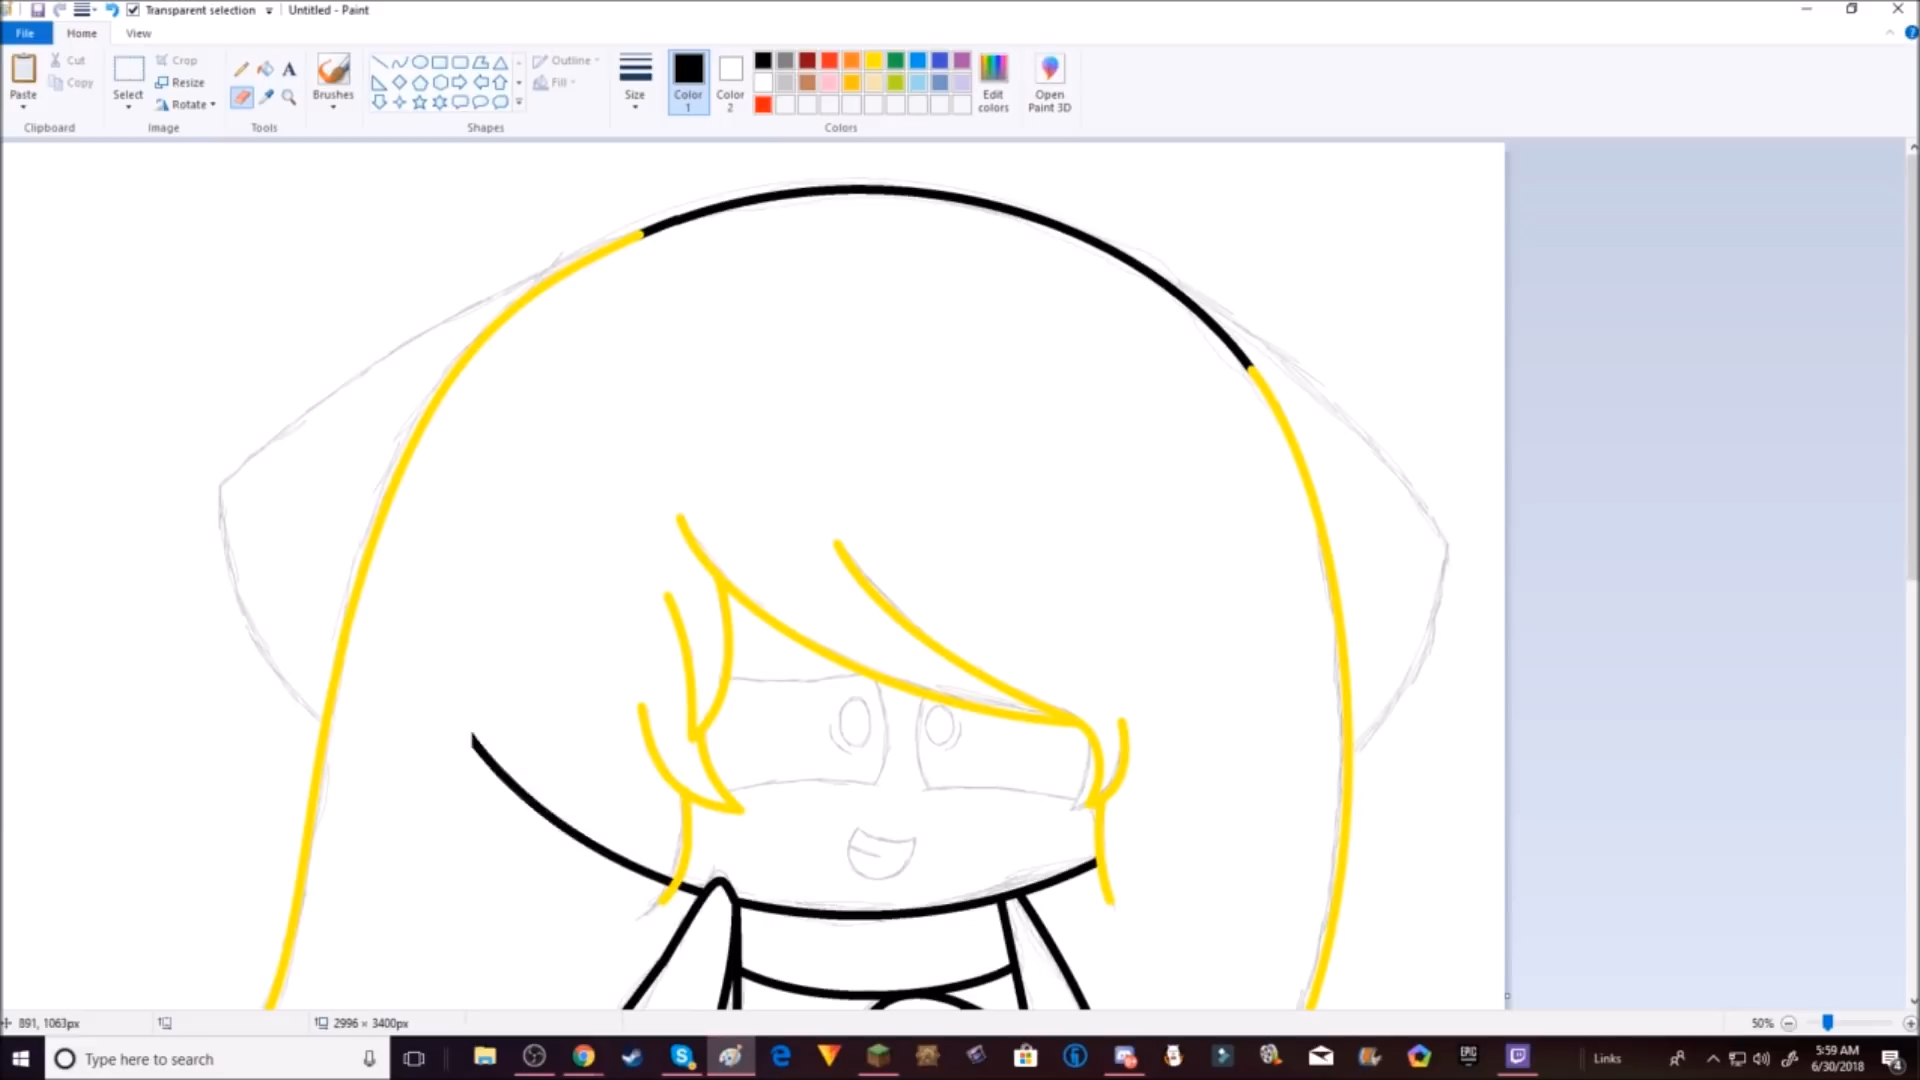 Transparent selection Untitled - Paint
File Home View
Paste Cut Copy
Select Crop Resize Rotate
Brushes
Outline Fill
Size
Color 1 Color 2
Edit colors
Open Paint 3D
Clipboard Image Tools Shapes Colors
891, 1063px 2996 × 3400px 50%
Type here to search
EPIC
Links
5:59 AM
6/30/2018
4